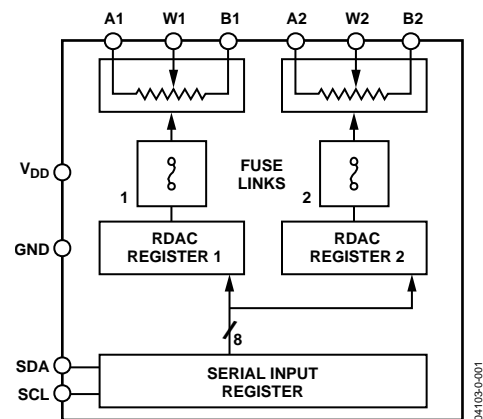 A1 W1 B1 A2 W2 B2
VDD
FUSE
LINKS
1
2
GND
RDAC
REGISTER 1
RDAC
REGISTER 2
8
SDA
SCL
SERIAL INPUT
REGISTER
04103-0-001